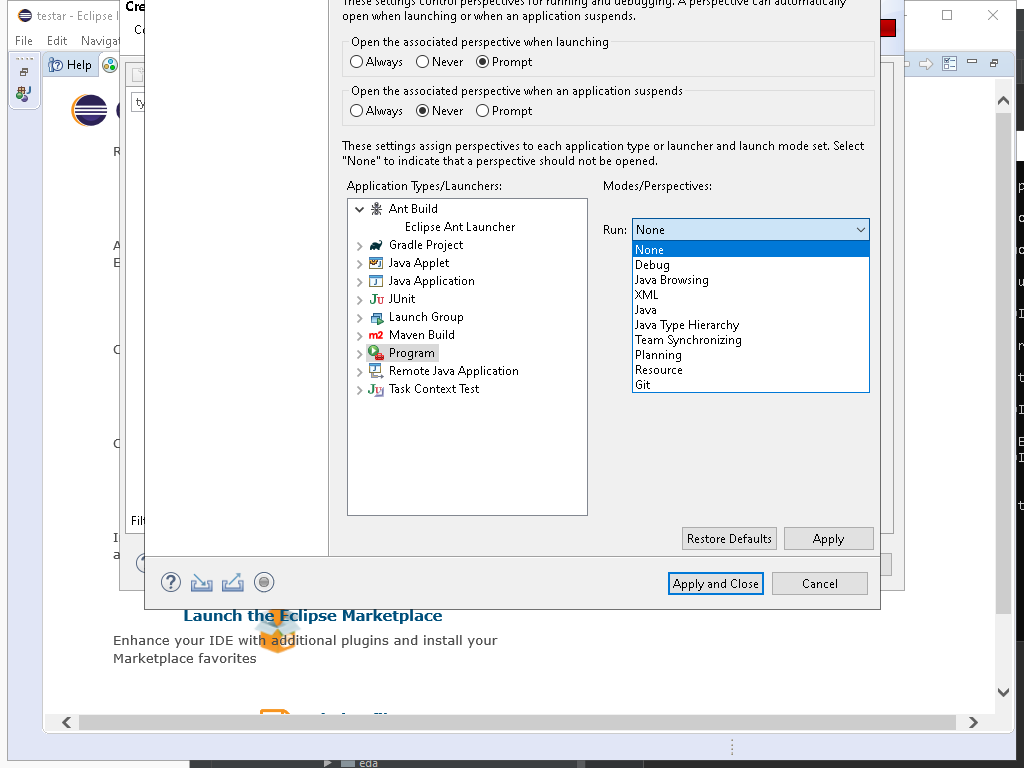 These settings control perspectives for running and debugging. A perspective can automatically
open when launching or when an application suspends.
testar - Eclipse I
Cre
File Edit Navigat
Help
Open the associated perspective when launching
Always Never Prompt
Open the associated perspective when an application suspends
Always Never Prompt
These settings assign perspectives to each application type or launcher and launch mode set. Select
"None" to indicate that a perspective should not be opened.
Application Types/Launchers:
Modes/Perspectives:
Ant Build
Eclipse Ant Launcher
Gradle Project
Java Applet
Java Application
JUnit
Launch Group
Maven Build
Program
Remote Java Application
Task Context Test
Run: None
None
Debug
Java Browsing
XML
Java
Java Type Hierarchy
Team Synchronizing
Planning
Resource
Git
Filt
Restore Defaults Apply
Apply and Close Cancel
Launch the Eclipse Marketplace
Enhance your IDE with additional plugins and install your
Marketplace favorites
eda